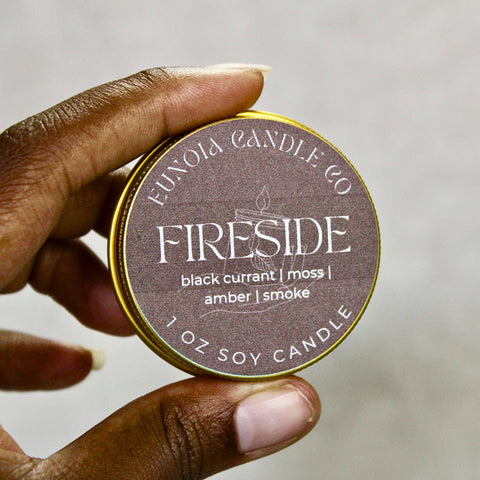 EUNOIA CANDLE CO
FIRESIDE
black currant | moss |
amber | smoke
1 OZ SOY CANDLE